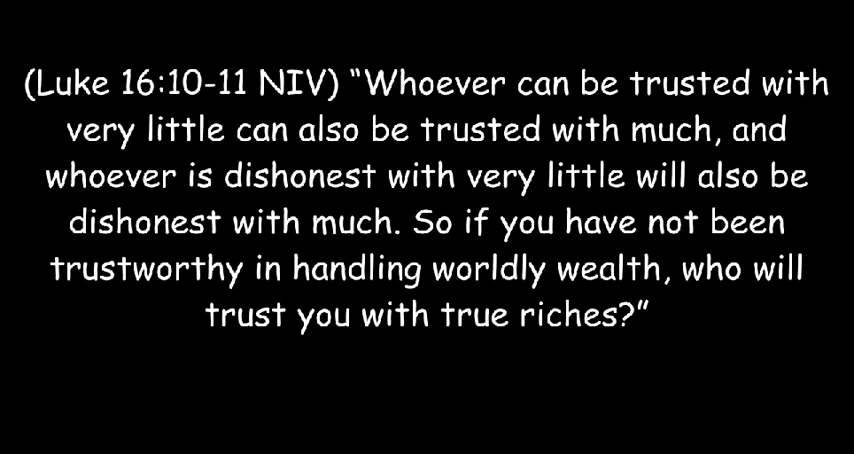 (Luke 16:10-11 NIV) “Whoever can be trusted with
very little can also be trusted with much, and
whoever is dishonest with very little will also be
dishonest with much. So if you have not been
trustworthy in handling worldly wealth, who will
trust you with true riches?”